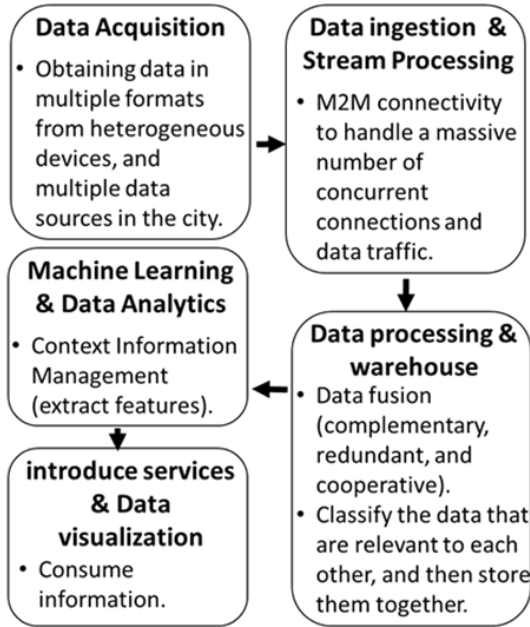 Data Acquisition
• Obtaining data in
multiple formats
from heterogeneous
devices, and
multiple data
sources in the city.
Data ingestion &
Stream Processing
• M2M connectivity
to handle a massive
number of
concurrent
connections and
data traffic.
Data processing &
warehouse
• Data fusion
(complementary,
redundant, and
cooperative).
• Classify the data that
are relevant to each
other, and then store
them together.
Machine Learning
& Data Analytics
• Context Information
Management
(extract features).
introduce services
& Data
visualization
• Consume
information.